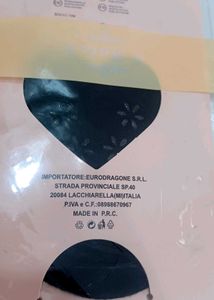 IMPORTATORE:EURODRAGONE S.R.L.
STRADA PROVINCIALE SP.40
20084 LACCHIARELLA(MI)ITALIA
P.IVA e C.F.:08988670967
MADE IN P.R.C.